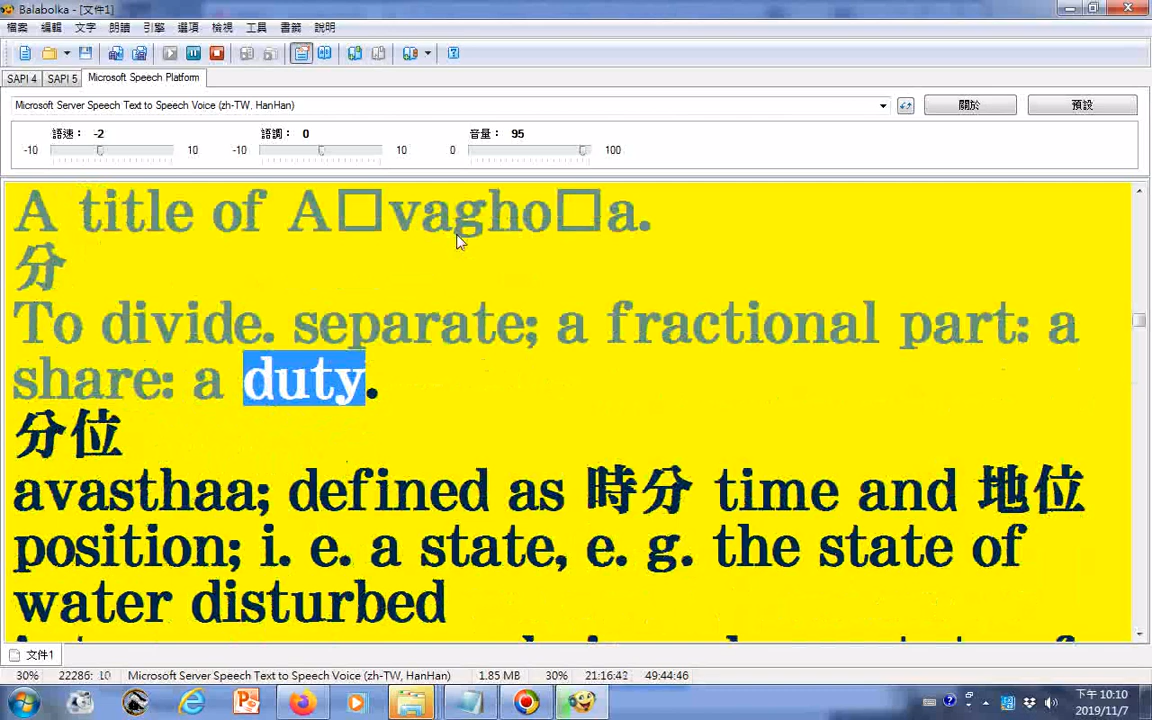 Balabolka - [文件1]
檔案 編輯 文字 朗讀 引擎 選項 檢視 工具 書籤 說明
SAPI 4 SAPI 5 Microsoft Speech Platform
Microsoft Server Speech Text to Speech Voice (zh-TW, HanHan) 關於 預設
語速： -2 語調： 0 音量： 95
-10 10 -10 10 0 100
A title of A□vagho□a.
分
To divide. separate; a fractional part: a
share: a duty.
分位
avasthaa; defined as 時分 time and 地位
position; i. e. a state, e. g. the state of
water disturbed
文件1
30% 22286: 10 Microsoft Server Speech Text to Speech Voice (zh-TW, HanHan) 1.85 MB 30% 21:16:42 49:44:46
下午 10:10
2019/11/7